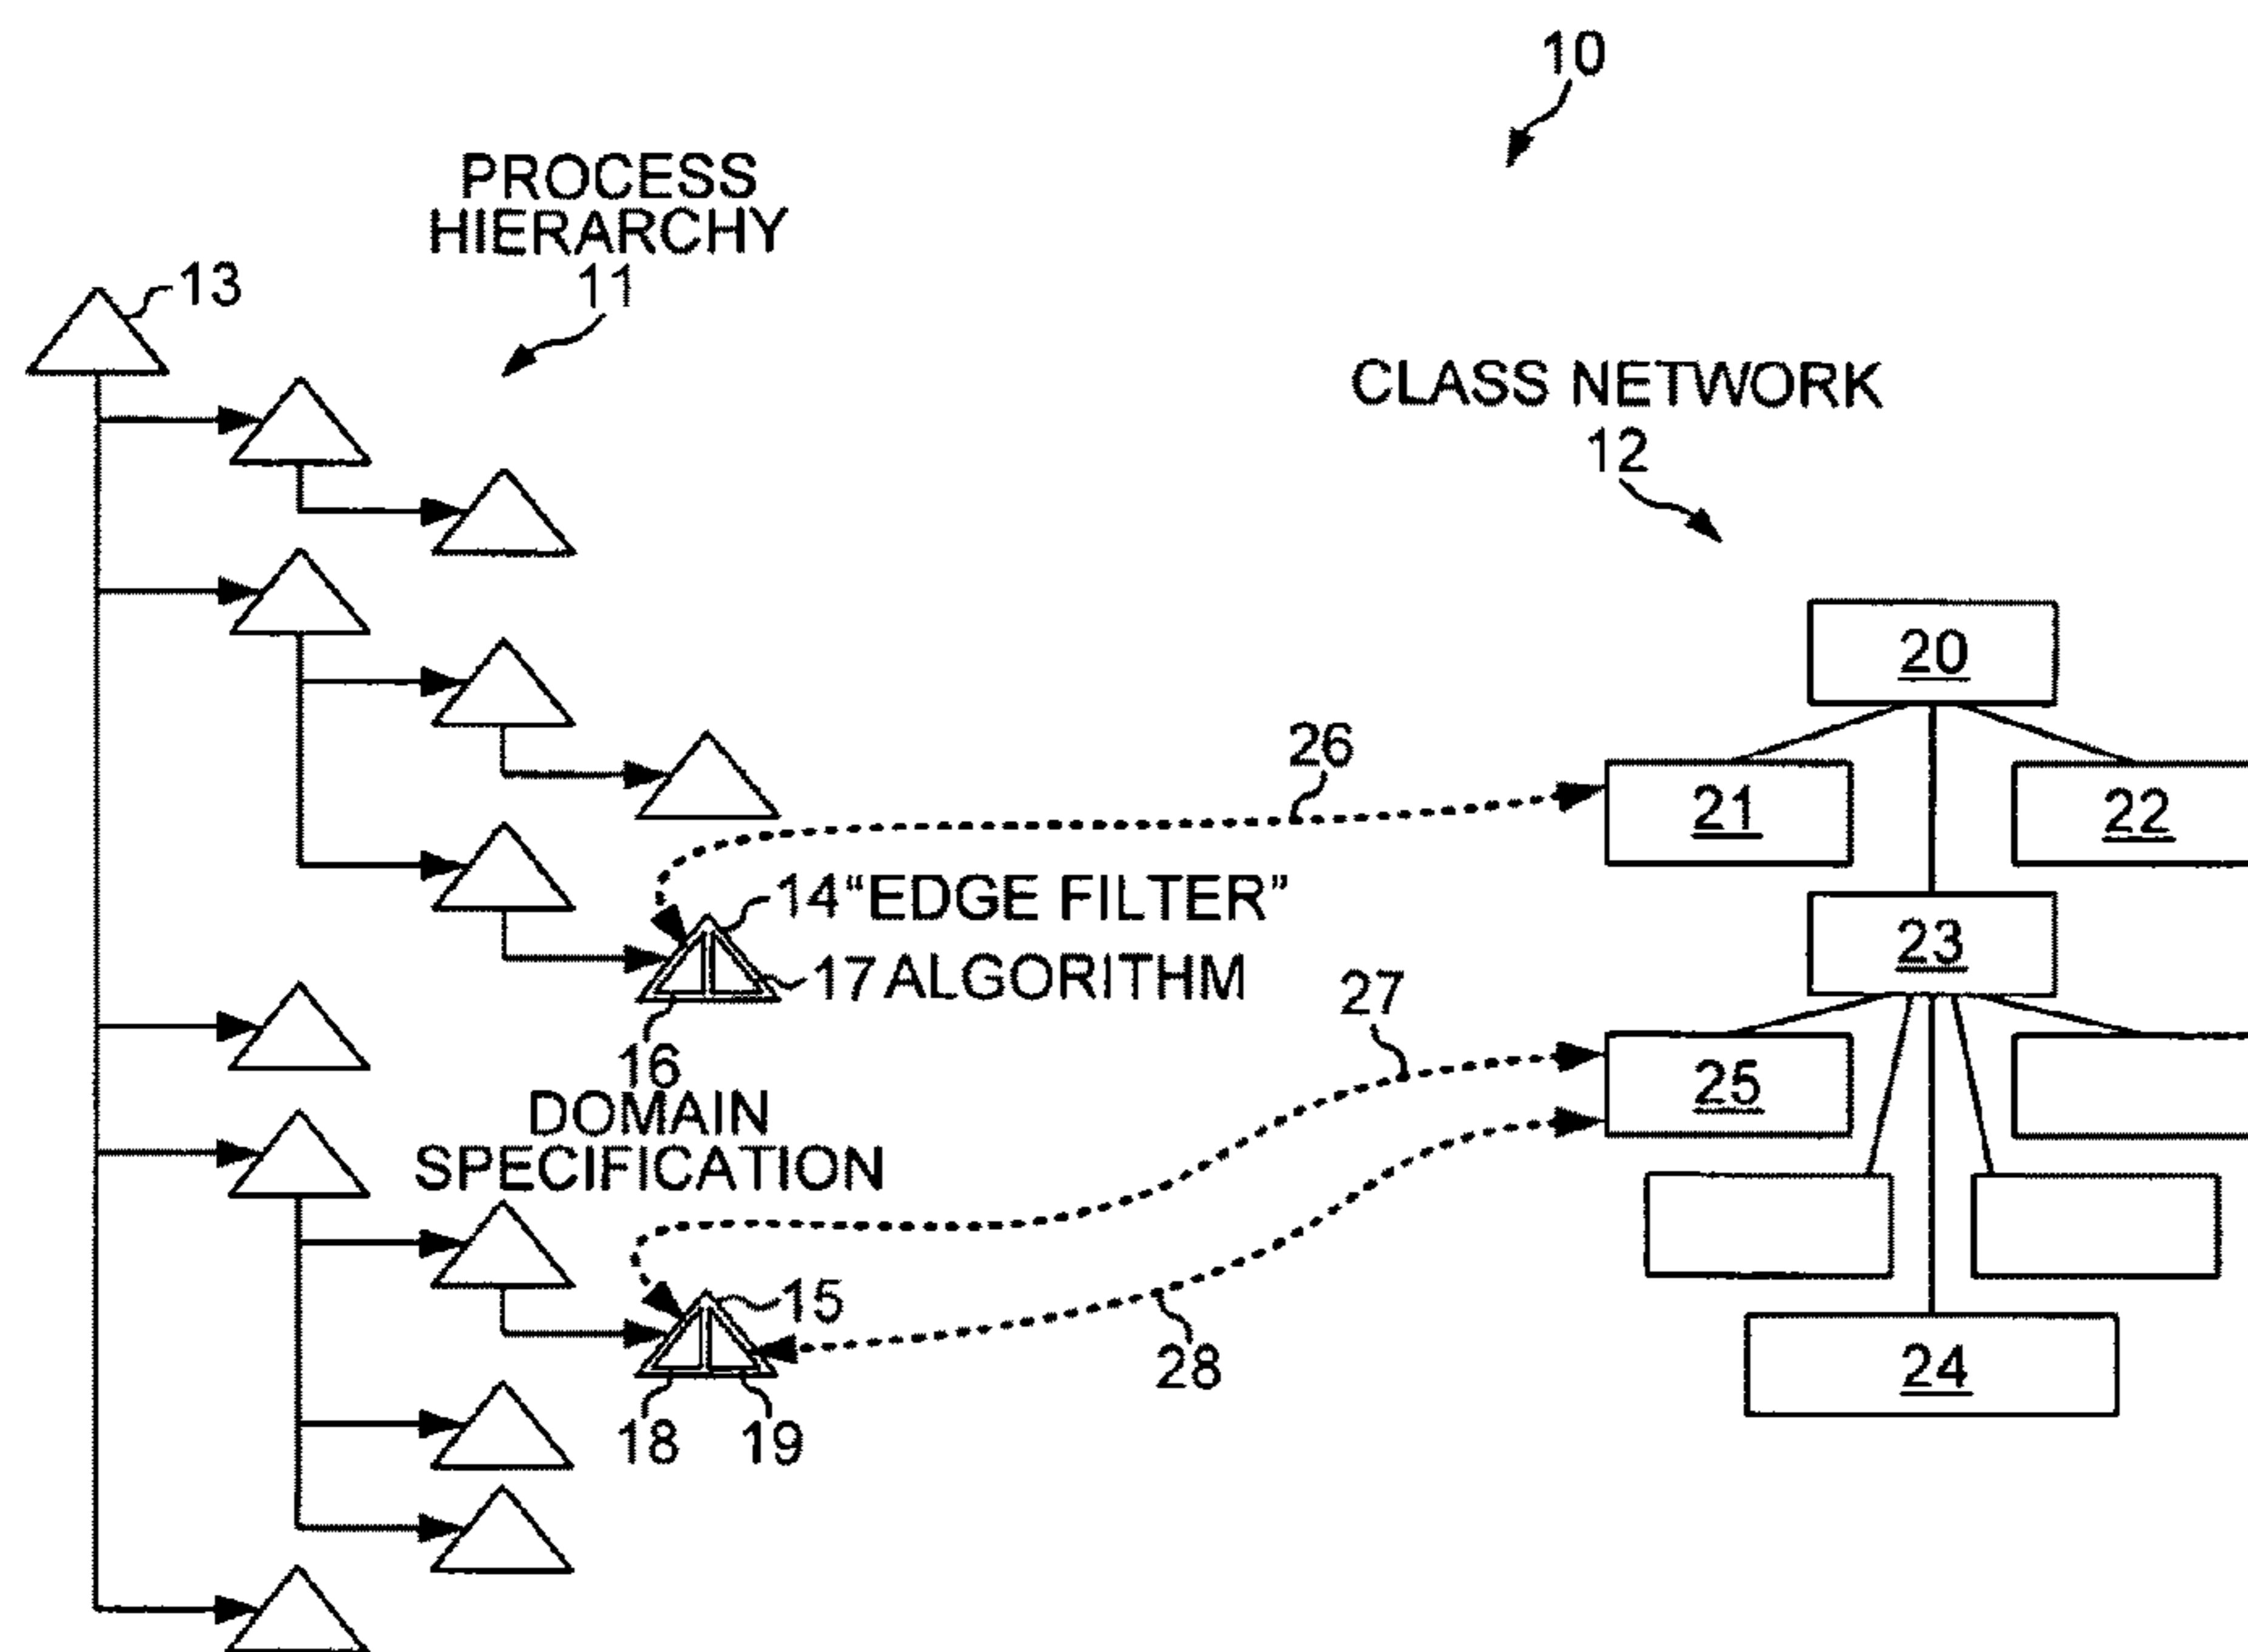 10
PROCESS
HIERARCHY
11
13
CLASS NETWORK
12
20
26
21
22
14 "EDGE FILTER"
23
17 ALGORITHM
27
16
DOMAIN
SPECIFICATION
25
15
28
24
18
19